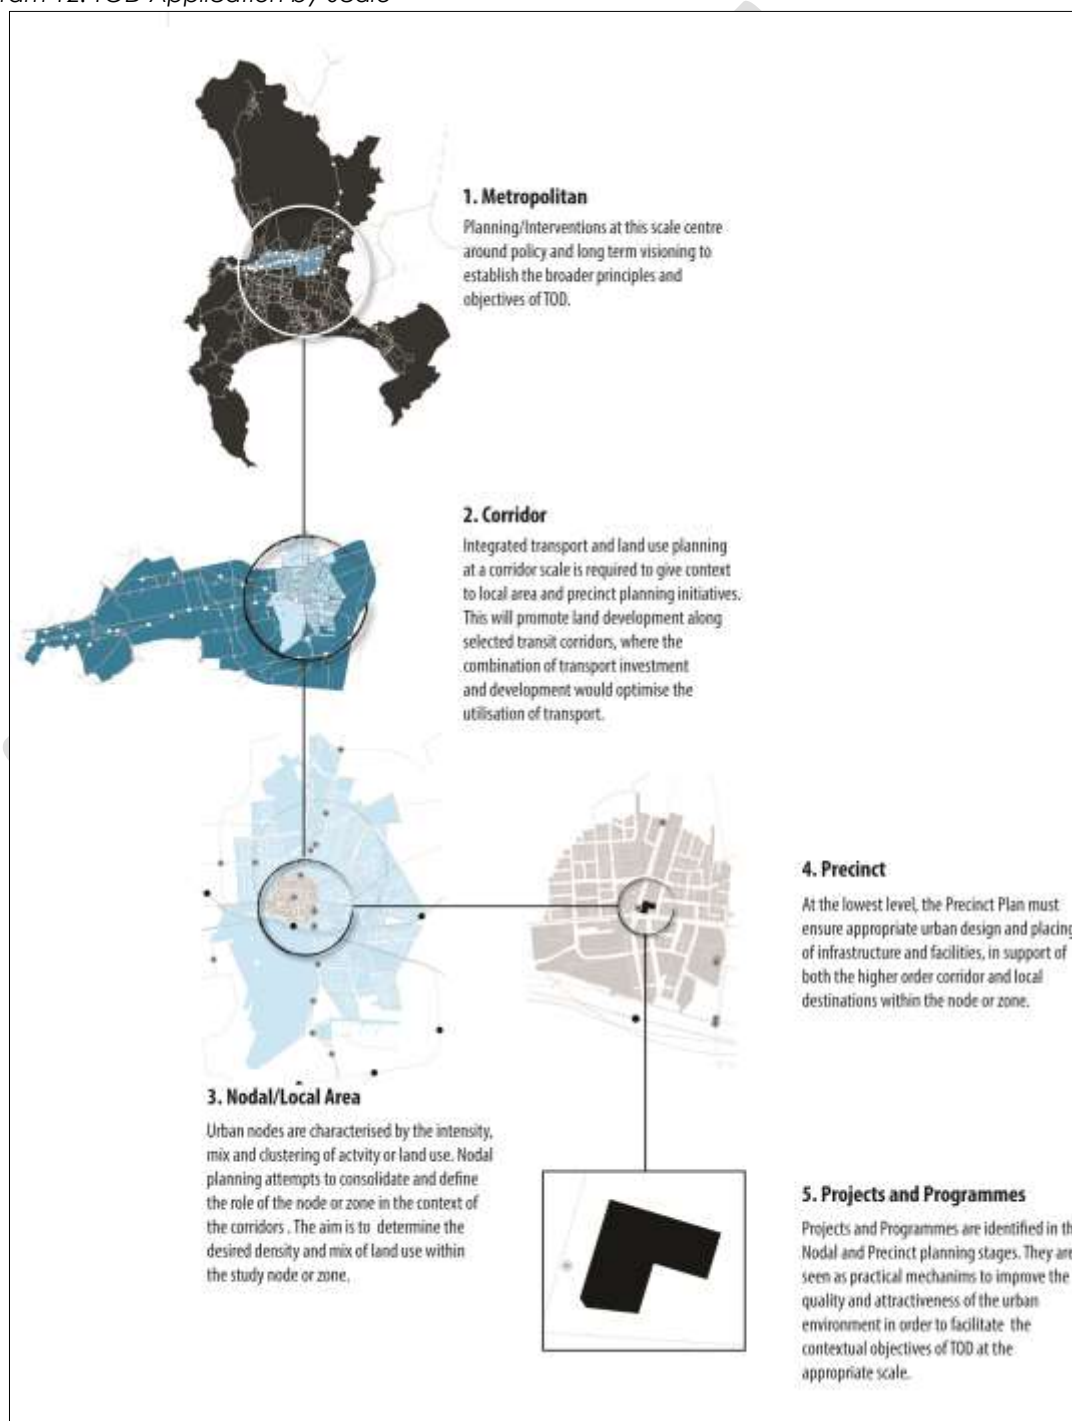 TOD Application by Scale
1. Metropolitan
Planning/Interventions at this scale centre
around policy and long term visioning to
establish the broader principles and
objectives of TOD.
2. Corridor
Integrated transport and land use planning
at a corridor scale is required to give context
to local area and precinct planning initiatives.
This will promote land development along
selected transit corridors, where the
combination of transport investment
and development would optimise the
utilisation of transport.
3. Nodal/Local Area
Urban nodes are characterised by the intensity,
mix and clustering of actvity or land use. Nodal
planning attempts to consolidate and define
the role of the node or zone in the context of
the corridors . The aim is to determine the
desired density and mix of land use within
the study node or zone.
4. Precinct
At the lowest level, the Precinct Plan must
ensure appropriate urban design and placing
of infrastructure and facilities, in support of
both the higher order corridor and local
destinations within the node or zone.
5. Projects and Programmes
Projects and Programmes are identified in th
Nodal and Precinct planning stages. They are
seen as practical mechanims to improve the
quality and attractiveness of the urban
environment in order to facilitate the
contextual objectives of TOD at the
appropriate scale.